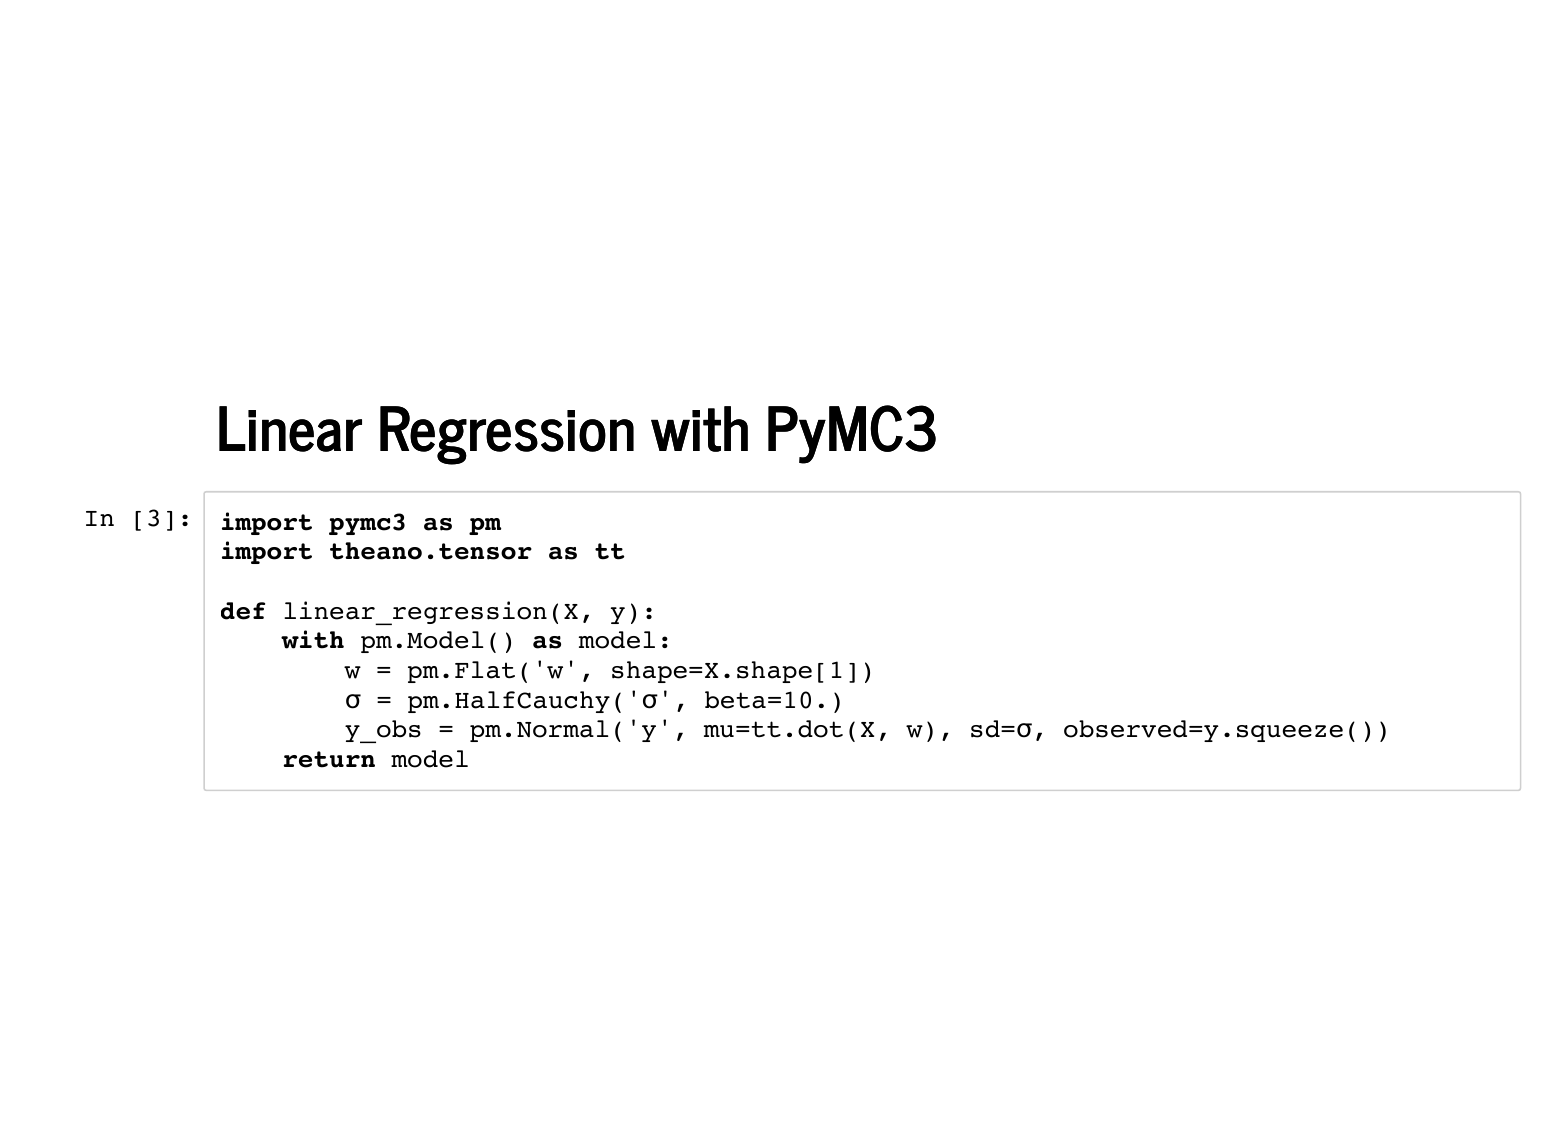 Linear Regression with PyMC3
In [3]:
import pymc3 as pm
import theano.tensor as tt
def linear_regression(X, y):
    with pm.Model() as model:
        w = pm.Flat('w', shape=X.shape[1])
        σ = pm.HalfCauchy('σ', beta=10.)
        y_obs = pm.Normal('y', mu=tt.dot(X, w), sd=σ, observed=y.squeeze())
    return model